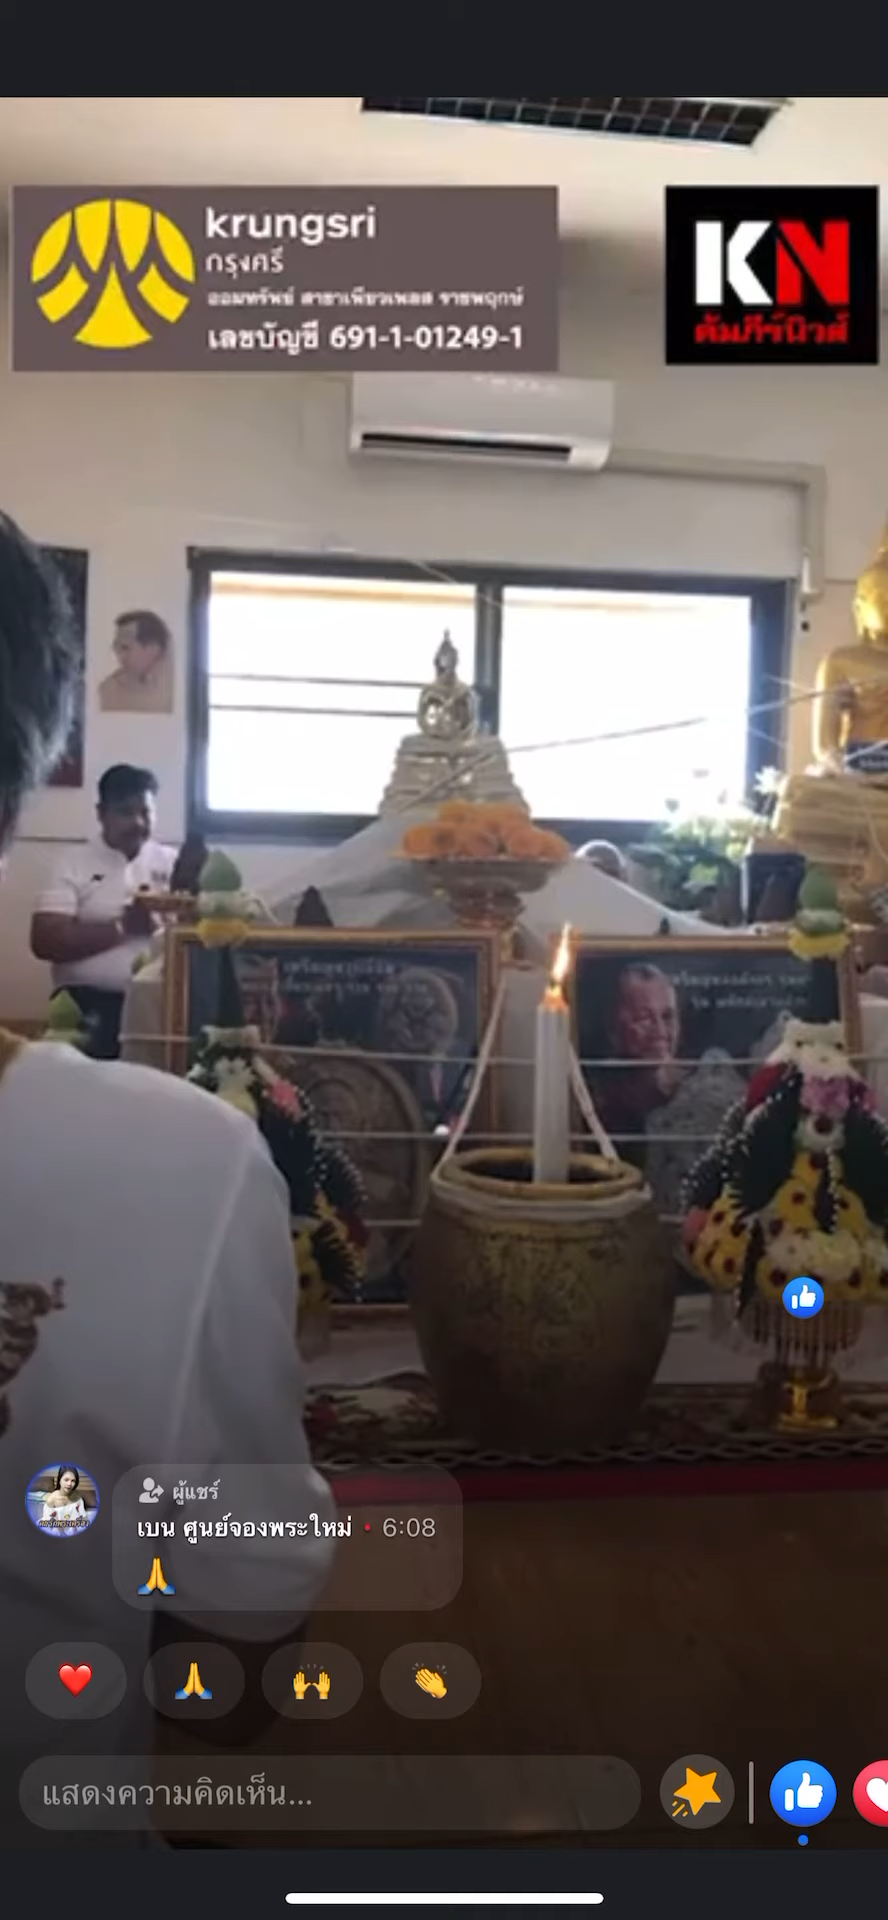 krungsri
กรุงศรี
ออมทรัพย์ สาขาเพียวเพลส ราชพฤกษ์
เลขบัญชี 691-1-01249-1
KN
คัมภีร์นิวส์
ผู้แชร์
เบน ศูนย์จองพระใหม่ • 6:08
แสดงความคิดเห็น...